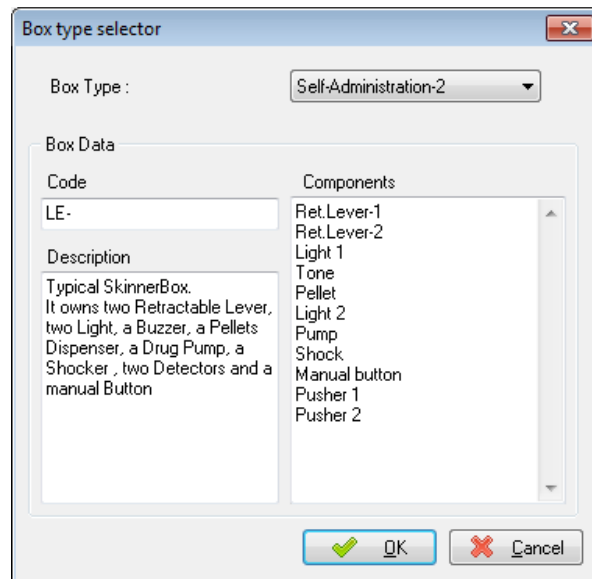 Box type selector
Box Type :
Self-Administration-2
Box Data
Code
LE-
Description
Typical SkinnerBox.
It owns two Retractable Lever,
two Light, a Buzzer, a Pellets
Dispenser, a Drug Pump, a
Shocker , two Detectors and a
manual Button
Components
Ret.Lever-1
Ret.Lever-2
Light 1
Tone
Pellet
Light 2
Pump
Shock
Manual button
Pusher 1
Pusher 2
OK
Cancel